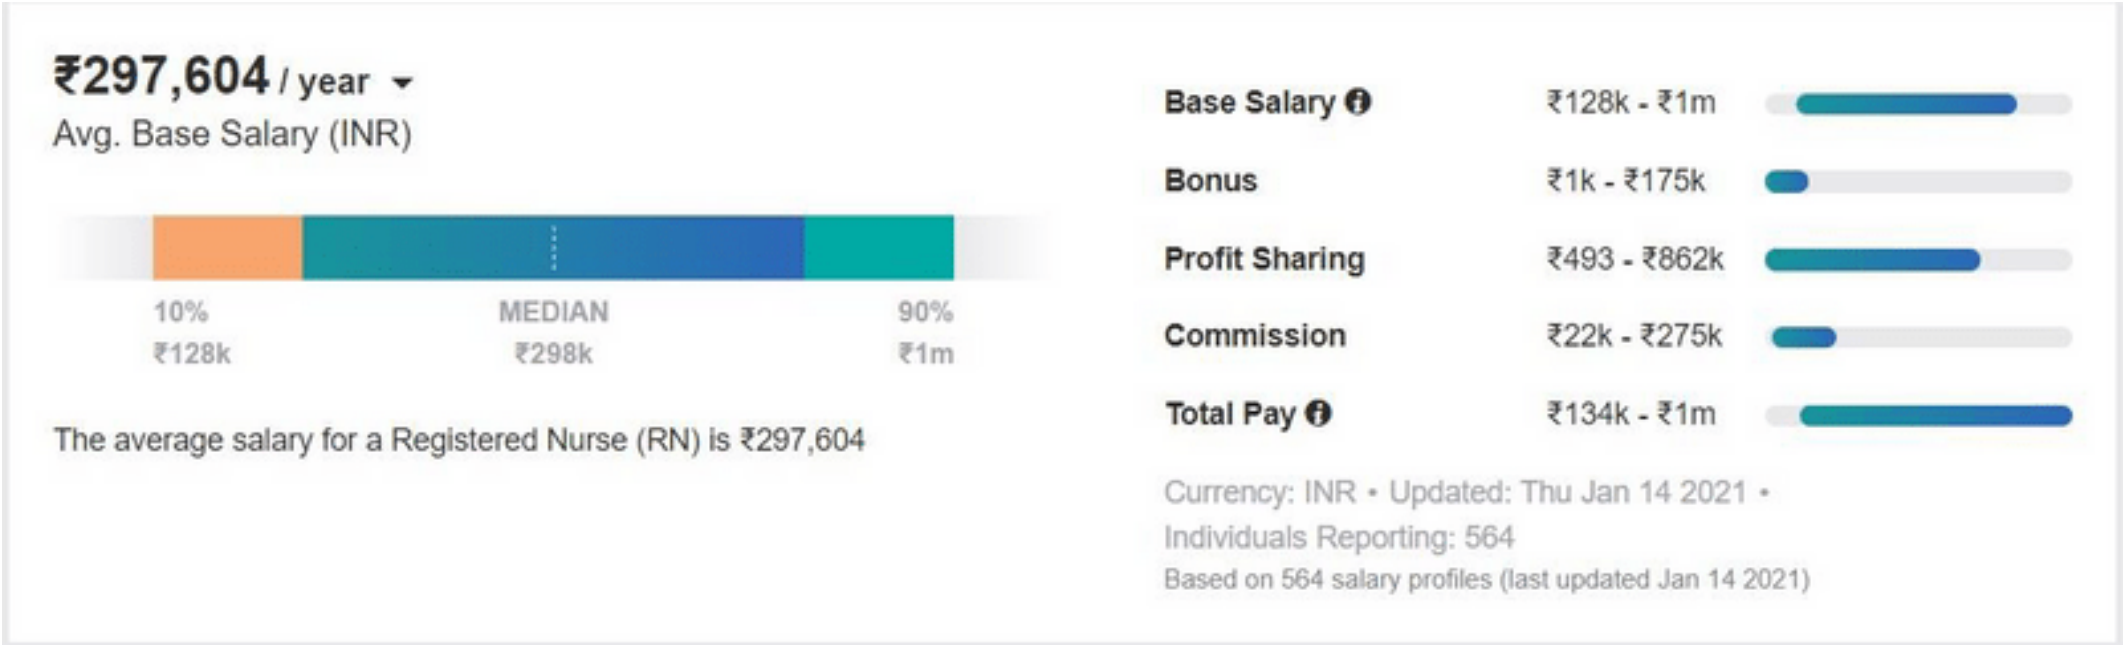 ₹297,604 / year
Avg. Base Salary (INR)
10%
MEDIAN
90%
₹128k
₹298k
₹1m
The average salary for a Registered Nurse (RN) is ₹297,604
Base Salary ₹128k - ₹1m
Bonus ₹1k - ₹175k
Profit Sharing ₹493 - ₹862k
Commission ₹22k - ₹275k
Total Pay ₹134k - ₹1m
Currency: INR • Updated: Thu Jan 14 2021 •
Individuals Reporting: 564
Based on 564 salary profiles (last updated Jan 14 2021)